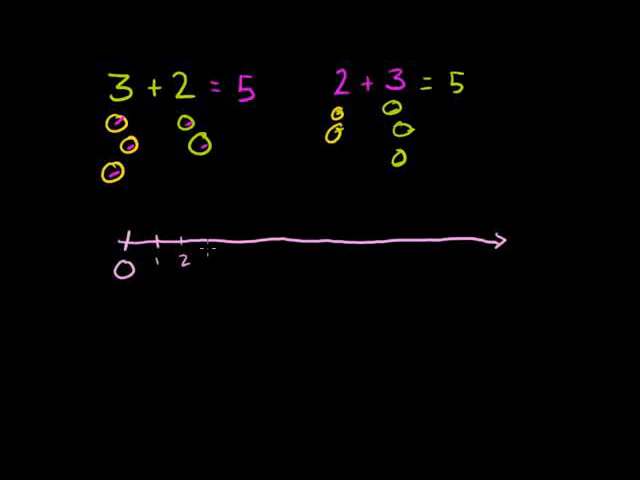 3 + 2 = 5 2 + 3 = 5
0 1 2